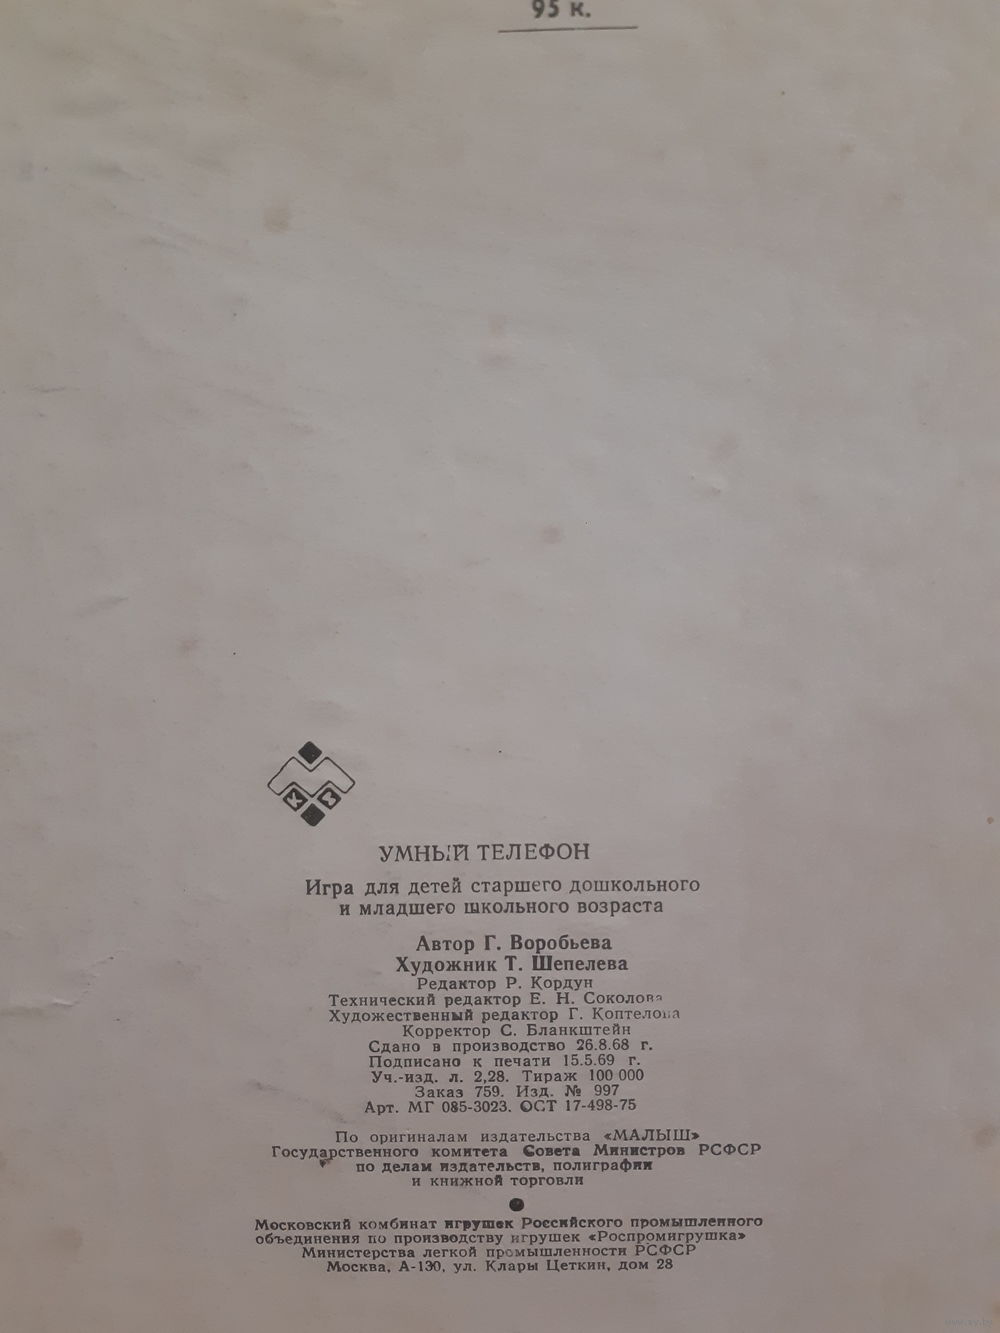 95 к.
УМНЫЙ ТЕЛЕФОН
Игра для детей старшего дошкольного
и младшего школьного возраста
Автор Г. Воробьева
Художник Т. Шепелева
Редактор Р. Кордун
Технический редактор Е. Н. Соколова
Художественный редактор Г. Коптелова
Корректор С. Бланкштейн
Сдано в производство 26.8.68 г.
Подписано к печати 15.5.69 г.
Уч.-изд. л. 2,28. Тираж 100 000
Заказ 759. Изд. № 997
Арт. МГ 085-3023. ОСТ 17-498-75
По оригиналам издательства «МАЛЫШ»
Государственного комитета Совета Министров РСФСР
по делам издательств, полиграфии
и книжной торговли
Московский комбинат игрушек Российского промышленного
объединения по производству игрушек «Роспромигрушка»
Министерства легкой промышленности РСФСР
Москва, А-130, ул. Клары Цеткин, дом 28